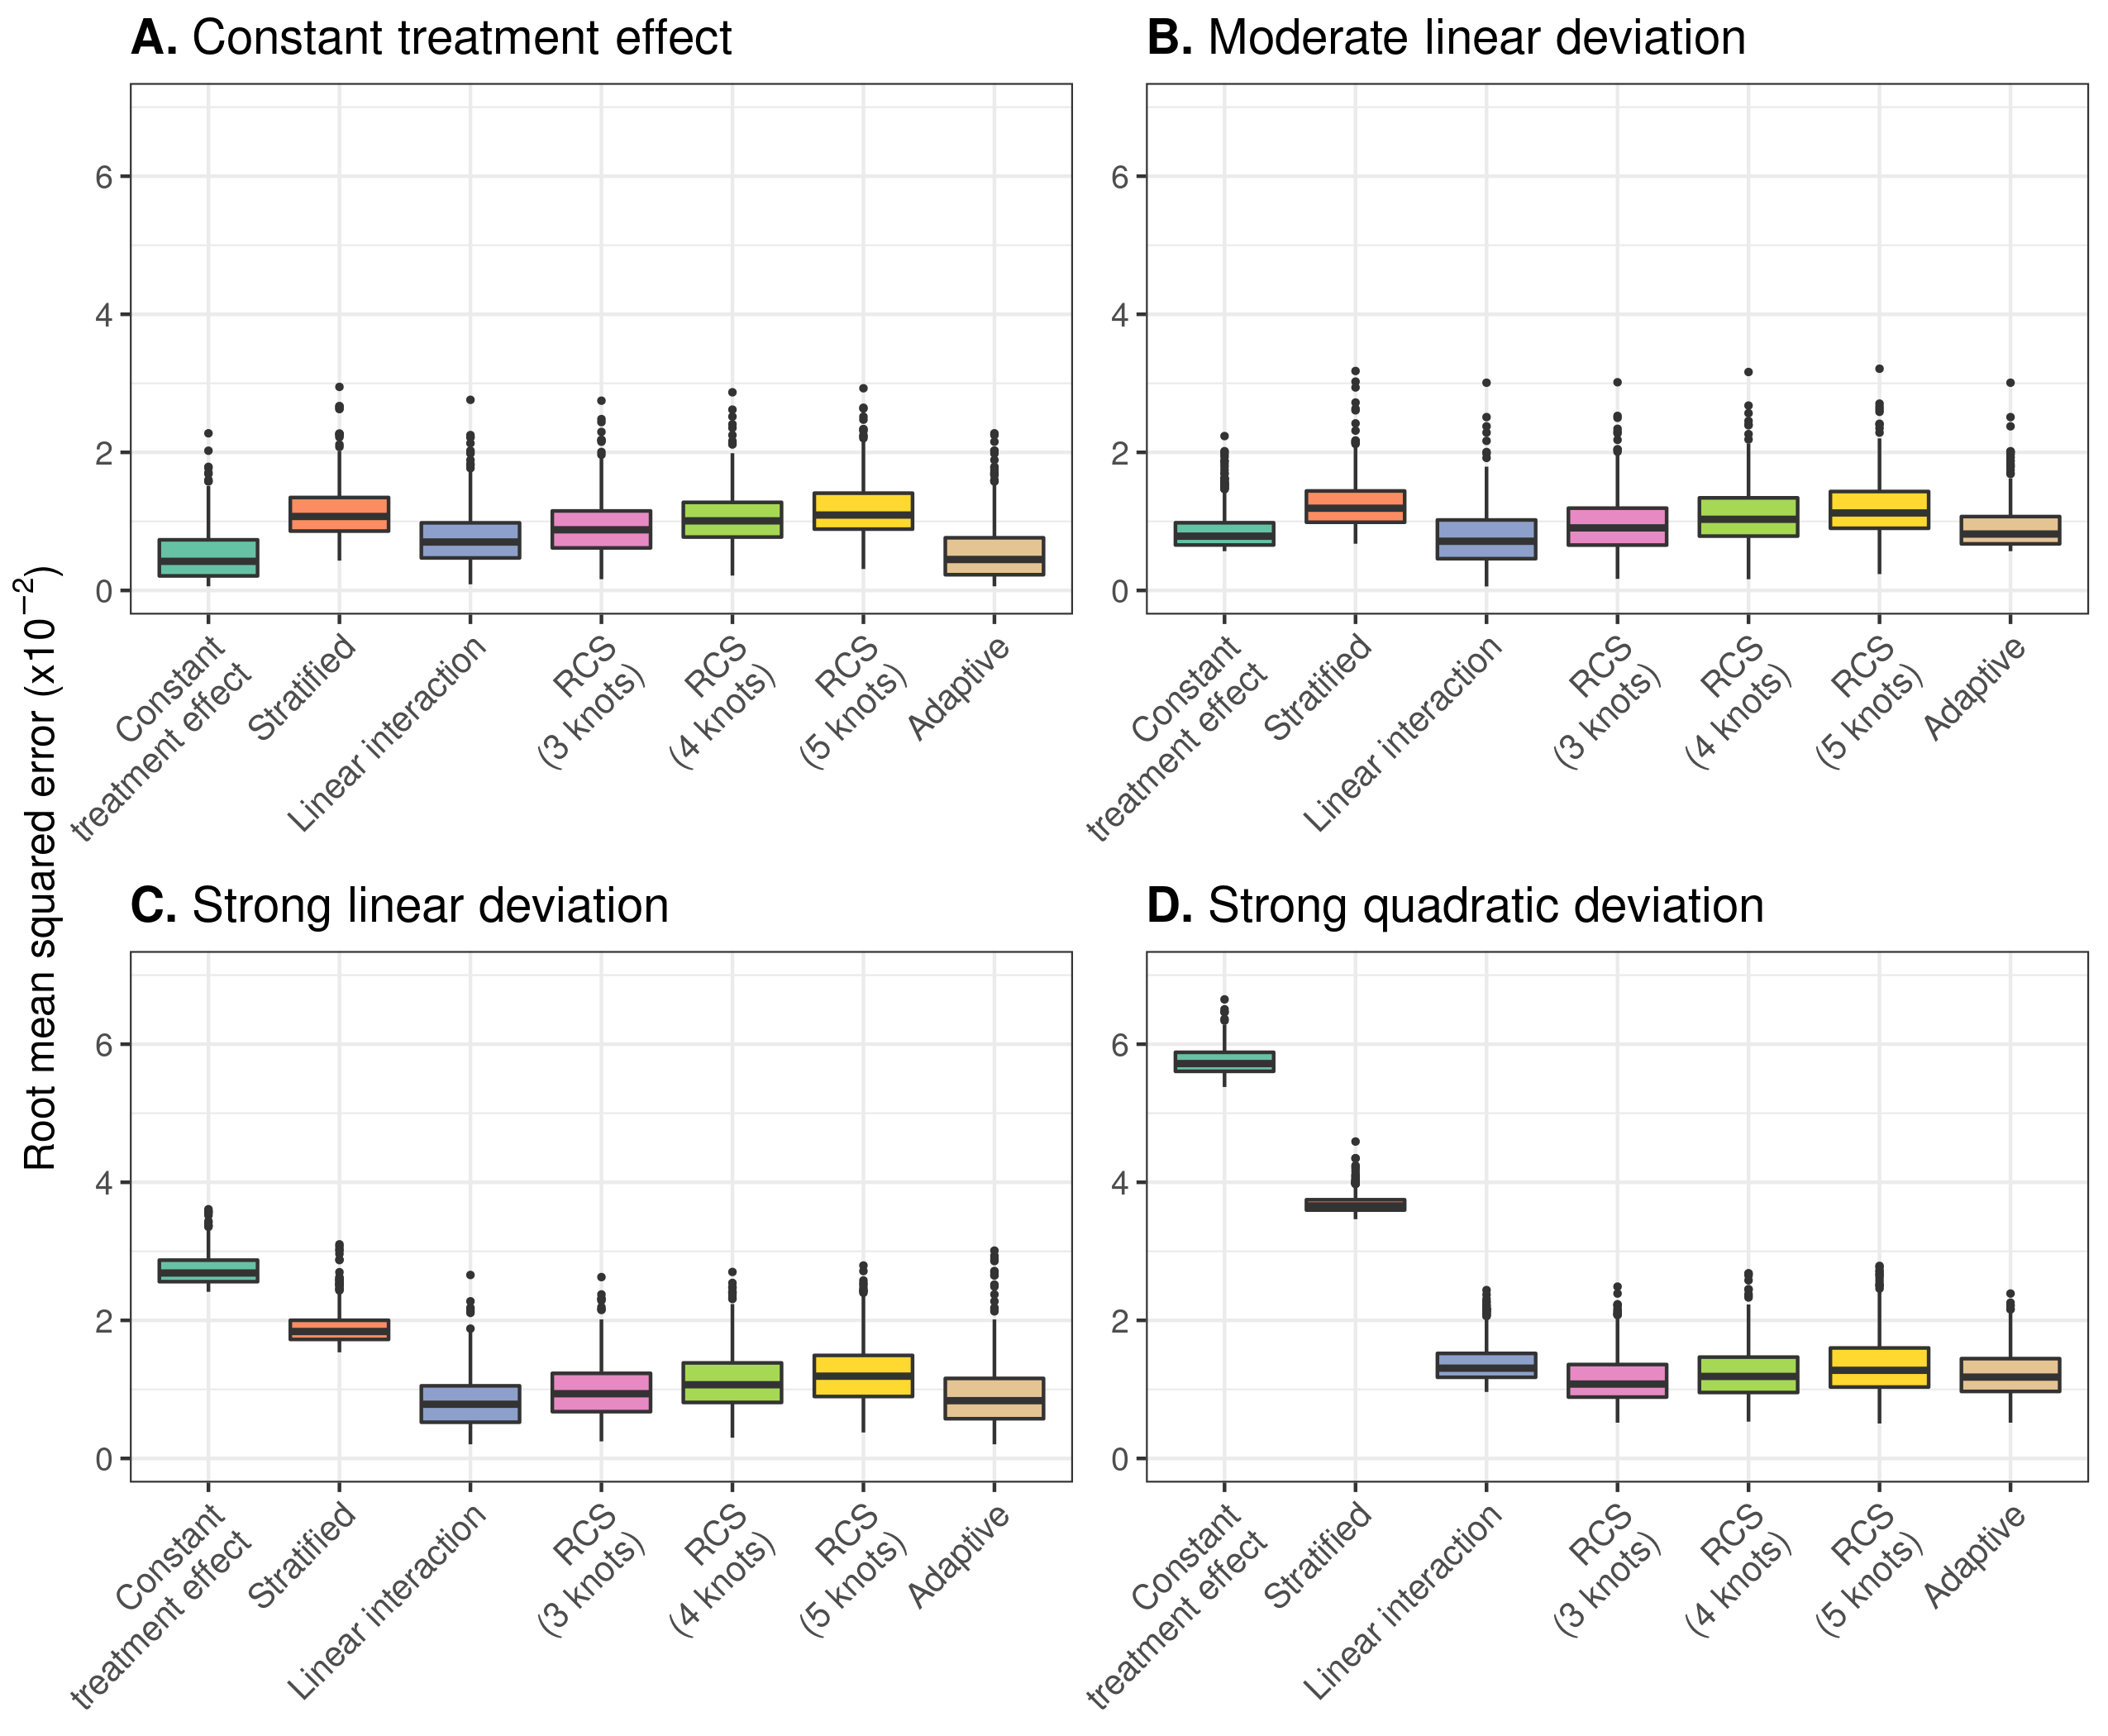 A. Constant treatment effect
B. Moderate linear deviation
6
4
2
0
Constant
treatment effect
Stratified
Linear interaction
RCS
(3 knots)
RCS
(4 knots)
RCS
(5 knots)
Adaptive
6
4
2
0
Constant
treatment effect
Stratified
Linear interaction
RCS
(3 knots)
RCS
(4 knots)
RCS
(5 knots)
Adaptive
Root mean squared error (x10⁻²)
C. Strong linear deviation
D. Strong quadratic deviation
6
4
2
0
Constant
treatment effect
Stratified
Linear interaction
RCS
(3 knots)
RCS
(4 knots)
RCS
(5 knots)
Adaptive
6
4
2
0
Constant
treatment effect
Stratified
Linear interaction
RCS
(3 knots)
RCS
(4 knots)
RCS
(5 knots)
Adaptive